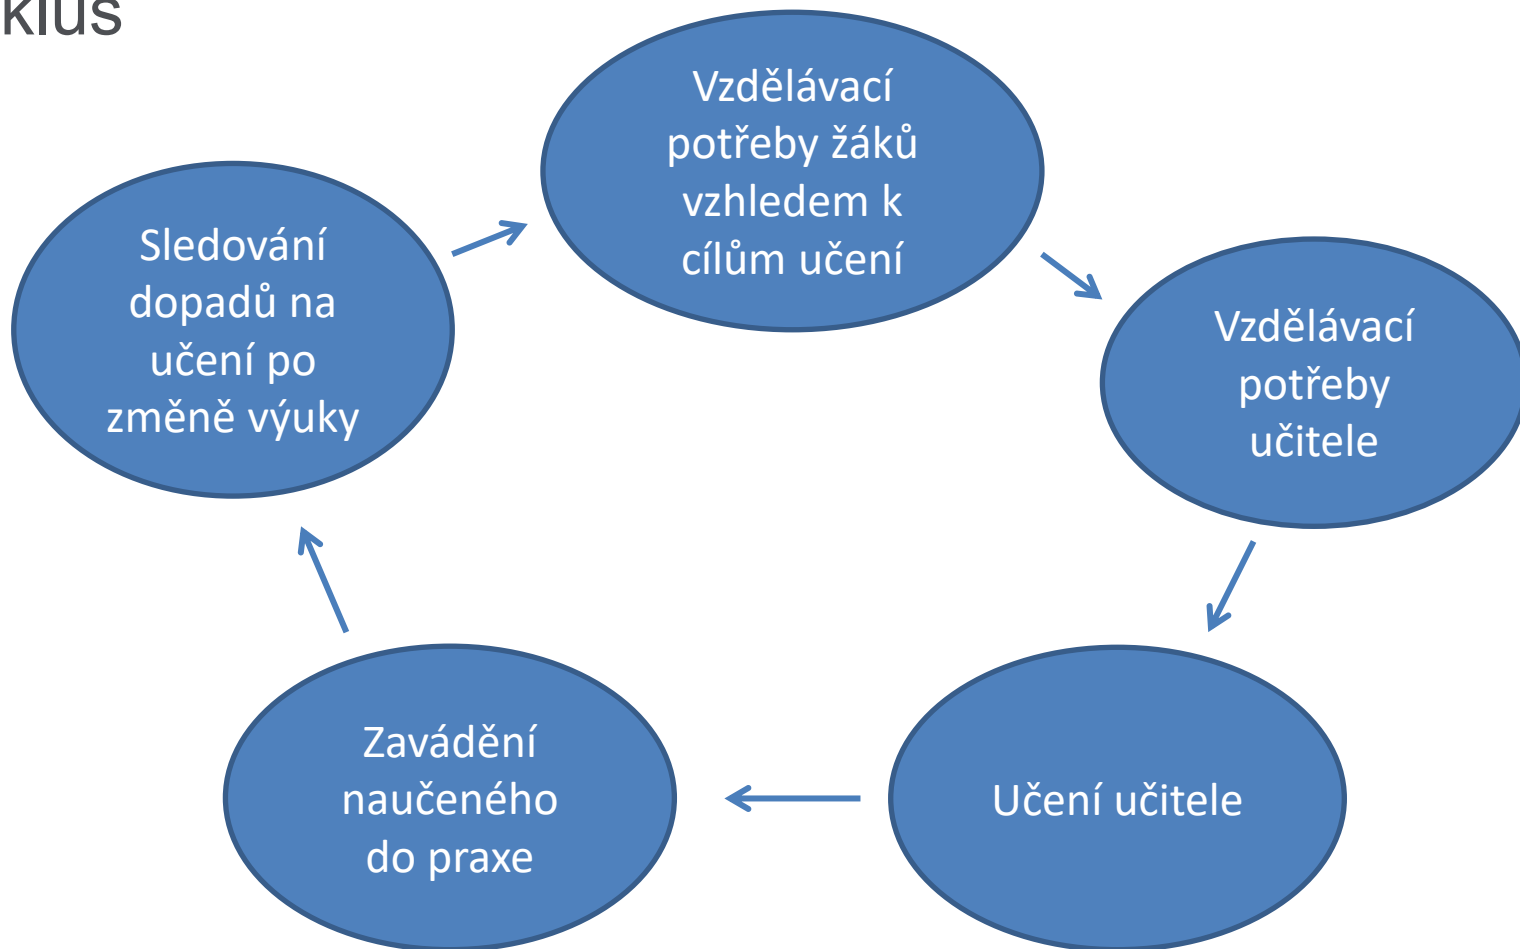 klus
Vzdělávací
potřeby žáků
vzhledem k
cílům učení
Vzdělávací
potřeby
učitele
Učení učitele
Zavádění
naučeného
do praxe
Sledování
dopadů na
učení po
změně výuky